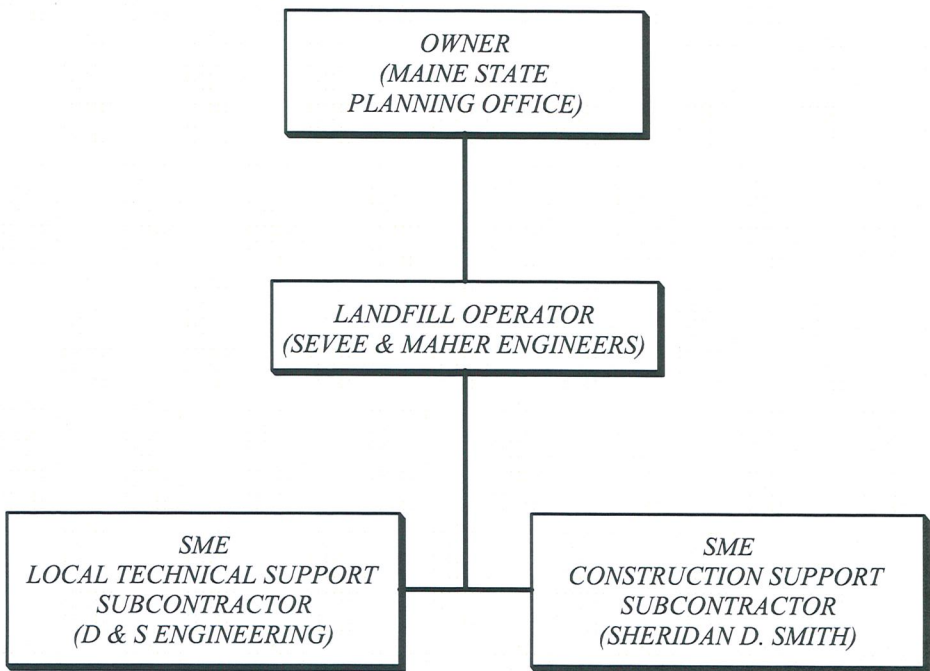 OWNER
(MAINE STATE
PLANNING OFFICE)
LANDFILL OPERATOR
(SEVEE & MAHER ENGINEERS)
SME
LOCAL TECHNICAL SUPPORT
SUBCONTRACTOR
(D & S ENGINEERING)
SME
CONSTRUCTION SUPPORT
SUBCONTRACTOR
(SHERIDAN D. SMITH)